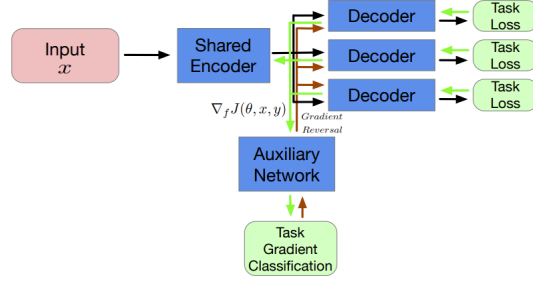 Input
x
Shared
Encoder
Decoder
Task
Loss
Decoder
Task
Loss
Decoder
Task
Loss
∇_f J(θ, x, y)
Gradient
Reversal
Auxiliary
Network
Task
Gradient
Classification